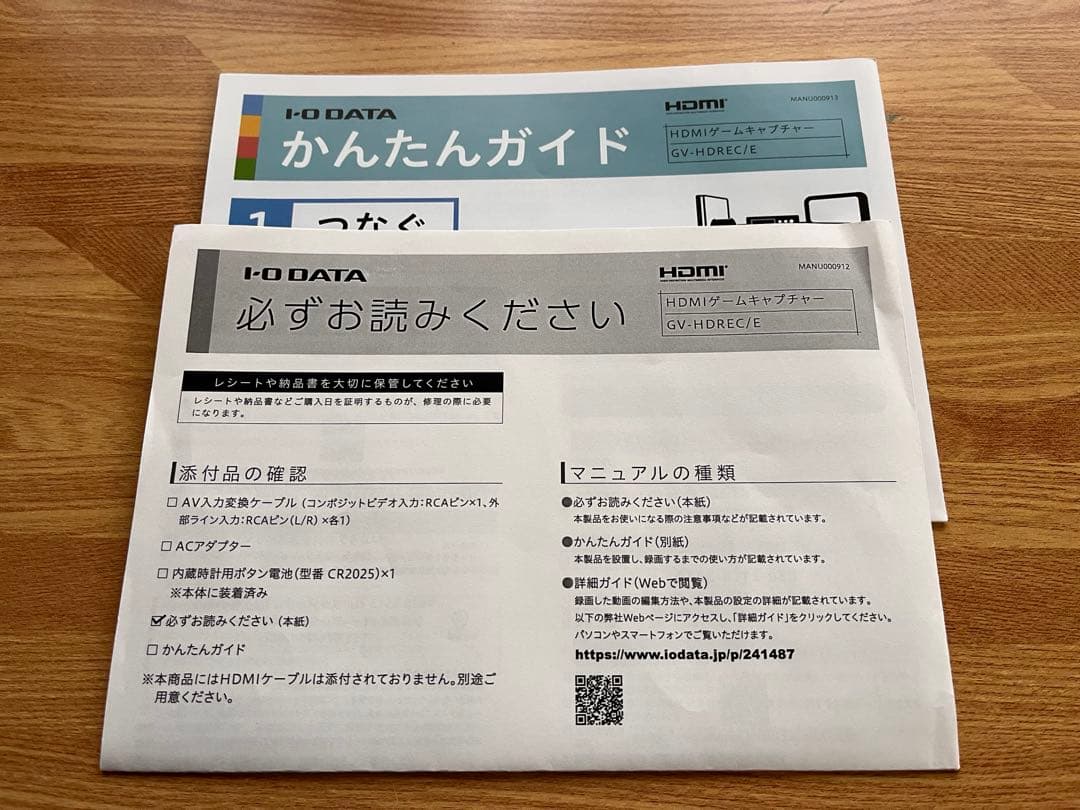 I-O DATA
かんたんガイド
HDMI
MANU000913
HDMIゲームキャプチャー
GV-HDREC/E
1 つなぐ
I-O DATA
必ずお読みください
HDMI
MANU000912
HDMIゲームキャプチャー
GV-HDREC/E
レシートや納品書を大切に保管してください
レシートや納品書などご購入日を証明するものが、修理の際に必要
になります。
添付品の確認
□ AV入力変換ケーブル (コンポジットビデオ入力:RCAピン×1、外
部ライン入力:RCAピン(L/R) ×各1)
□ ACアダプター
□ 内蔵時計用ボタン電池(型番 CR2025)×1
※本体に装着済み
☑必ずお読みください (本紙)
□ かんたんガイド
※本商品にはHDMIケーブルは添付されておりません。別途ご
用意ください。
マニュアルの種類
●必ずお読みください(本紙)
本製品をお使いになる際の注意事項などが記載されています。
●かんたんガイド(別紙)
本製品を設置し、録画するまでの使い方が記載されています。
●詳細ガイド(Webで閲覧)
録画した動画の編集方法や、本製品の設定の詳細が記載されています。
以下の弊社Webページにアクセスし、「詳細ガイド」をクリックしてください。
パソコンやスマートフォンでご覧いただけます。
https://www.iodata.jp/p/241487